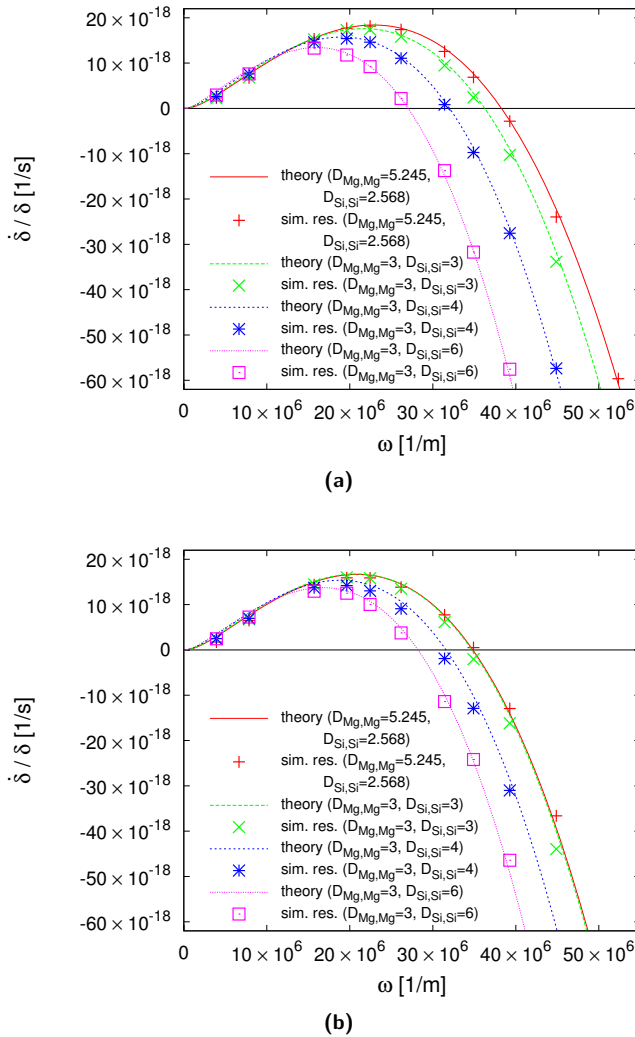 20 × 10⁻¹⁸
10 × 10⁻¹⁸
0
-10 × 10⁻¹⁸
-20 × 10⁻¹⁸
-30 × 10⁻¹⁸
-40 × 10⁻¹⁸
-50 × 10⁻¹⁸
-60 × 10⁻¹⁸
δ̇ / δ [1/s]
theory (D_Mg,Mg=5.245,
D_Si,Si=2.568)
sim. res. (D_Mg,Mg=5.245,
D_Si,Si=2.568)
theory (D_Mg,Mg=3, D_Si,Si=3)
sim. res. (D_Mg,Mg=3, D_Si,Si=3)
theory (D_Mg,Mg=3, D_Si,Si=4)
sim. res. (D_Mg,Mg=3, D_Si,Si=4)
theory (D_Mg,Mg=3, D_Si,Si=6)
sim. res. (D_Mg,Mg=3, D_Si,Si=6)
0 10 × 10⁶ 20 × 10⁶ 30 × 10⁶ 40 × 10⁶ 50 × 10⁶
ω [1/m]
(a)
20 × 10⁻¹⁸
10 × 10⁻¹⁸
0
-10 × 10⁻¹⁸
-20 × 10⁻¹⁸
-30 × 10⁻¹⁸
-40 × 10⁻¹⁸
-50 × 10⁻¹⁸
-60 × 10⁻¹⁸
δ̇ / δ [1/s]
theory (D_Mg,Mg=5.245,
D_Si,Si=2.568)
sim. res. (D_Mg,Mg=5.245,
D_Si,Si=2.568)
theory (D_Mg,Mg=3, D_Si,Si=3)
sim. res. (D_Mg,Mg=3, D_Si,Si=3)
theory (D_Mg,Mg=3, D_Si,Si=4)
sim. res. (D_Mg,Mg=3, D_Si,Si=4)
theory (D_Mg,Mg=3, D_Si,Si=6)
sim. res. (D_Mg,Mg=3, D_Si,Si=6)
0 10 × 10⁶ 20 × 10⁶ 30 × 10⁶ 40 × 10⁶ 50 × 10⁶
ω [1/m]
(b)